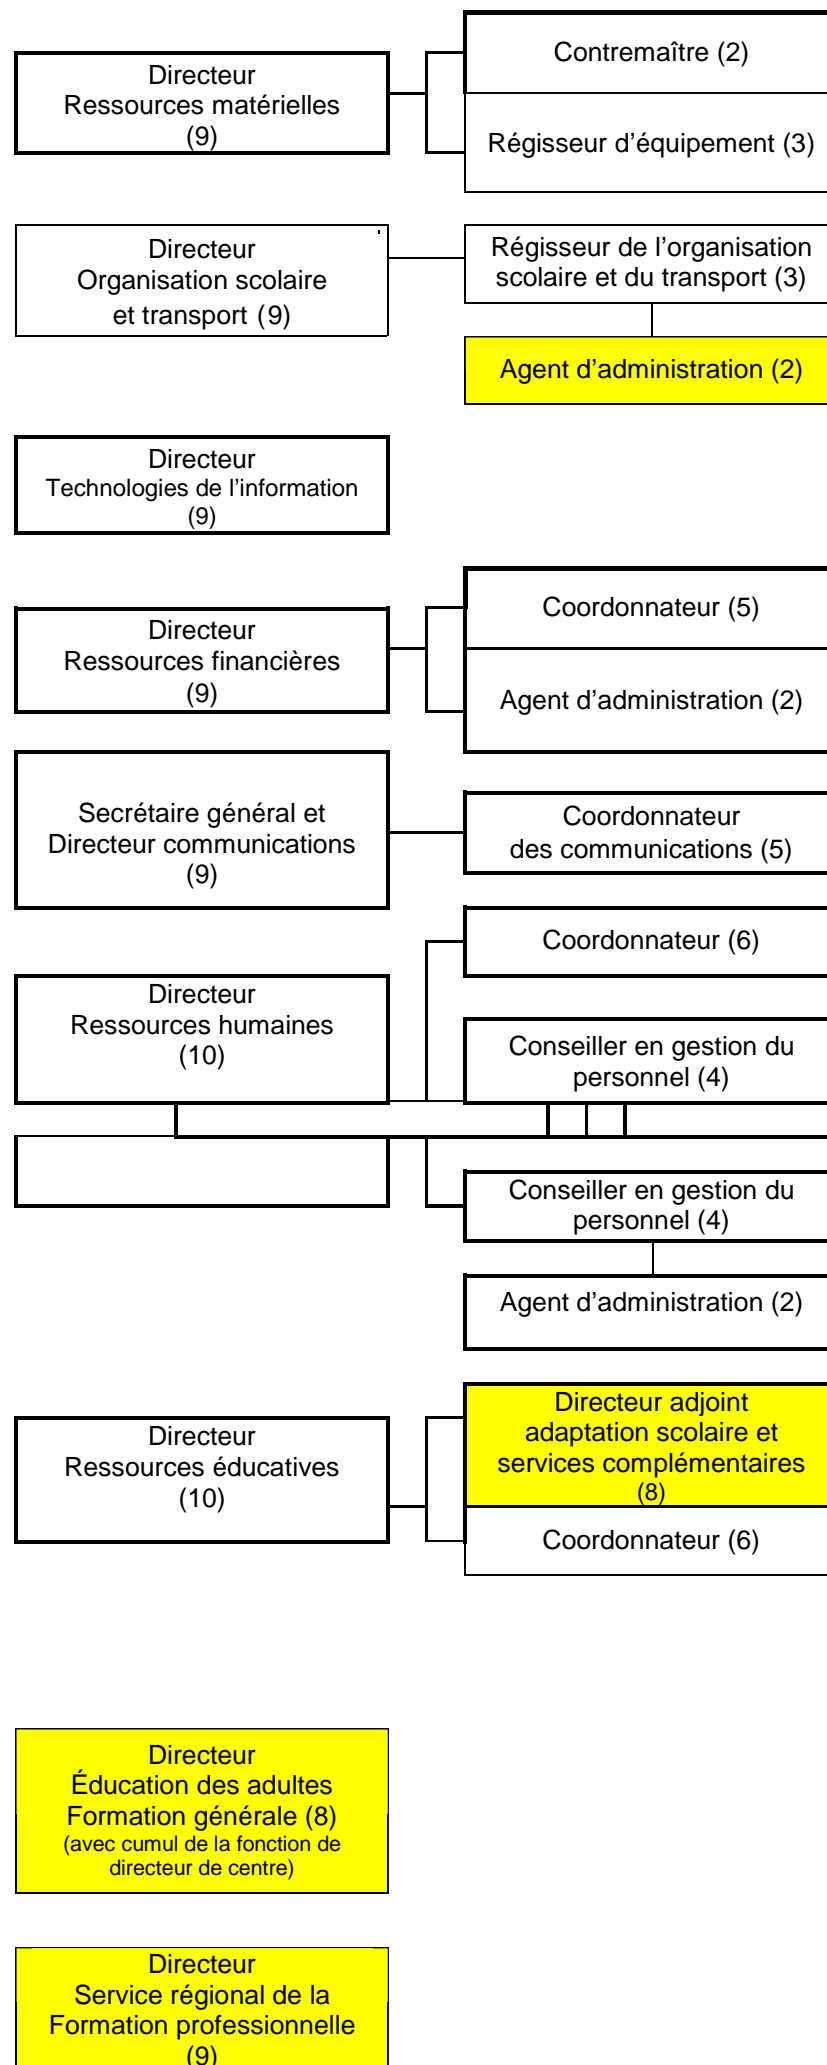 Directeur
Ressources matérielles
(9)
Contremaître (2)
Régisseur d'équipement (3)
Directeur
Organisation scolaire
et transport (9)
Régisseur de l'organisation
scolaire et du transport (3)
Agent d'administration (2)
Directeur
Technologies de l'information
(9)
Directeur
Ressources financières
(9)
Coordonnateur (5)
Agent d'administration (2)
Secrétaire général et
Directeur communications
(9)
Coordonnateur
des communications (5)
Directeur
Ressources humaines
(10)
Coordonnateur (6)
Conseiller en gestion du
personnel (4)
Conseiller en gestion du
personnel (4)
Agent d'administration (2)
Directeur
Ressources éducatives
(10)
Directeur adjoint
adaptation scolaire et
services complémentaires
(8)
Coordonnateur (6)
Directeur
Éducation des adultes
Formation générale (8)
(avec cumul de la fonction de
directeur de centre)
Directeur
Service régional de la
Formation professionnelle
(9)